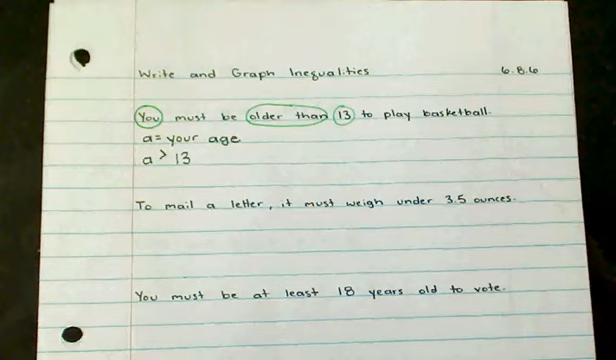 Write and Graph Inequalities 6.8.6
You must be older than 13 to play basketball.
a = your age
a > 13
To mail a letter, it must weigh under 3.5 ounces.
You must be at least 18 years old to vote.